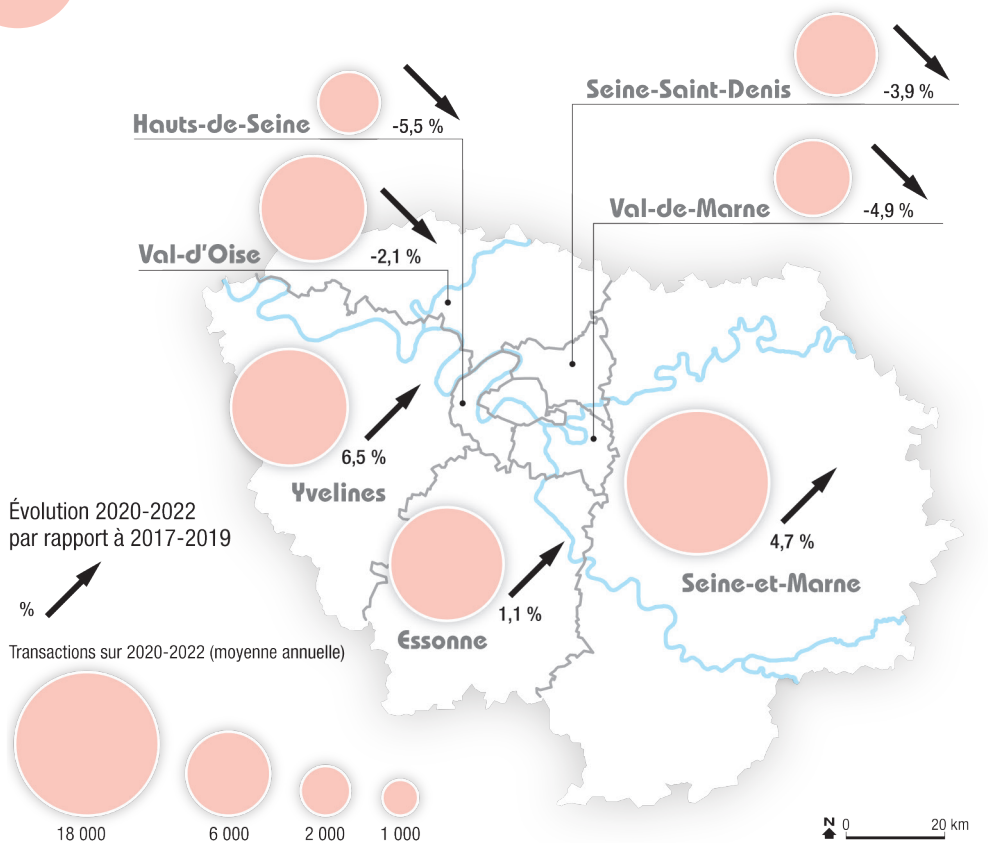 Seine-Saint-Denis
-3,9 %
Hauts-de-Seine
-5,5 %
Val-de-Marne
-4,9 %
Val-d'Oise
-2,1 %
6,5 %
Yvelines
Évolution 2020-2022
par rapport à 2017-2019
%
4,7 %
Seine-et-Marne
1,1 %
Essonne
Transactions sur 2020-2022 (moyenne annuelle)
18 000
6 000
2 000
1 000
N
0
20 km